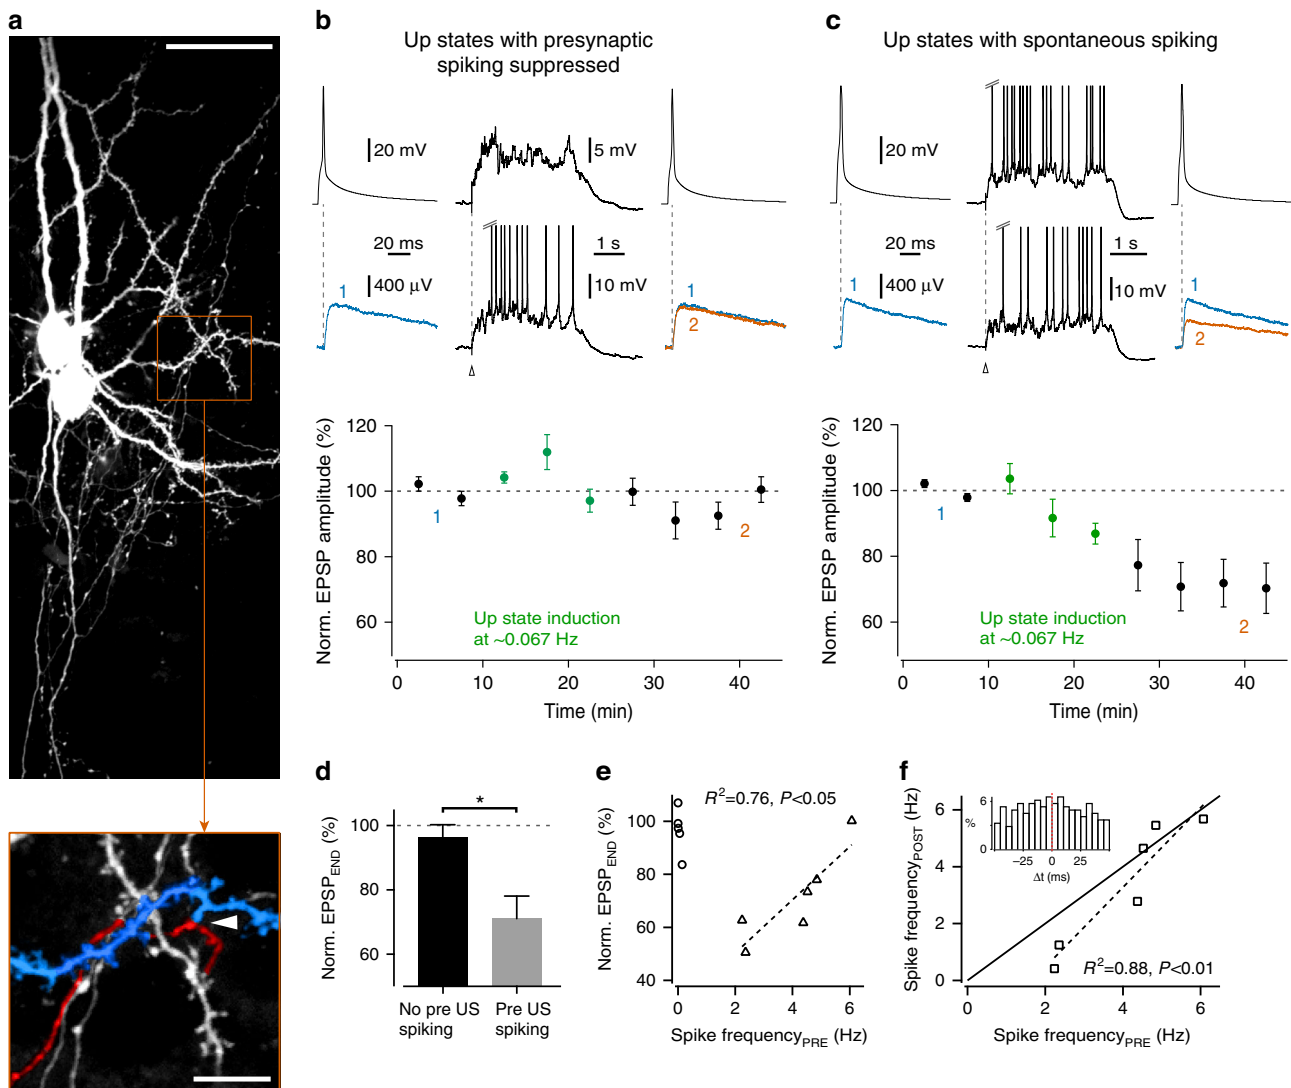 a
b
Up states with presynaptic
spiking suppressed
20 mV
5 mV
20 ms
1 s
400 µV
10 mV
1
1
2
Norm. EPSP amplitude (%)
120
100
80
60
1
2
Up state induction
at ~0.067 Hz
0
10
20
30
40
Time (min)
c
Up states with spontaneous spiking
20 mV
20 ms
1 s
400 µV
10 mV
1
1
2
Norm. EPSP amplitude (%)
120
100
80
60
1
2
Up state induction
at ~0.067 Hz
0
10
20
30
40
Time (min)
d
Norm. EPSPEND (%)
100
80
60
*
No pre US
spiking
Pre US
spiking
e
R²=0.76, P<0.05
Norm. EPSPEND (%)
100
80
60
40
0
2
4
6
Spike frequencyPRE (Hz)
f
Spike frequencyPOST (Hz)
6
4
2
0
6
%
0
−25
0
25
Δt (ms)
R²=0.88, P<0.01
0
2
4
6
Spike frequencyPRE (Hz)